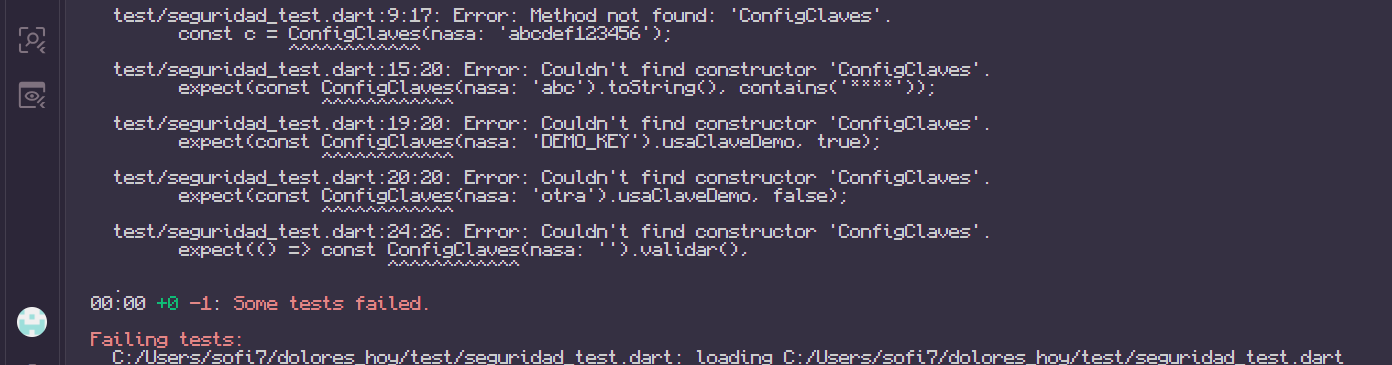 test/seguridad_test.dart:9:17: Error: Method not found: 'ConfigClaves'.
const c = ConfigClaves(nasa: 'abcdef123456');
^^^^^^^^^^^^
test/seguridad_test.dart:15:20: Error: Couldn't find constructor 'ConfigClaves'.
expect(const ConfigClaves(nasa: 'abc').toString(), contains('****'));
^^^^^^^^^^^^
test/seguridad_test.dart:19:20: Error: Couldn't find constructor 'ConfigClaves'.
expect(const ConfigClaves(nasa: 'DEMO_KEY').usaClaveDemo, true);
^^^^^^^^^^^^
test/seguridad_test.dart:20:20: Error: Couldn't find constructor 'ConfigClaves'.
expect(const ConfigClaves(nasa: 'otra').usaClaveDemo, false);
^^^^^^^^^^^^
test/seguridad_test.dart:24:26: Error: Couldn't find constructor 'ConfigClaves'.
expect(() => const ConfigClaves(nasa: '').validar(),
^^^^^^^^^^^^
.
00:00 +0 -1: Some tests failed.
Failing tests:
C:/Users/sofi7/dolores_hoy/test/seguridad_test.dart: loading C:/Users/sofi7/dolores_hoy/test/seguridad_test.dart